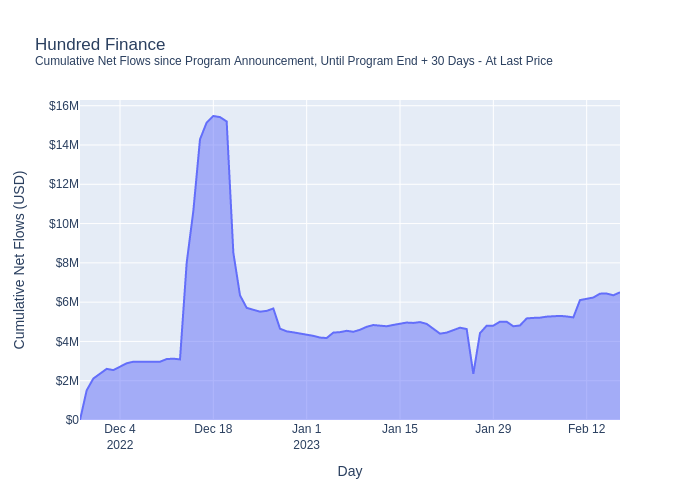 Hundred Finance
Cumulative Net Flows since Program Announcement, Until Program End + 30 Days - At Last Price
Cumulative Net Flows (USD)
$16M
$14M
$12M
$10M
$8M
$6M
$4M
$2M
$0
Dec 4
2022
Dec 18
Jan 1
2023
Jan 15
Jan 29
Feb 12
Day